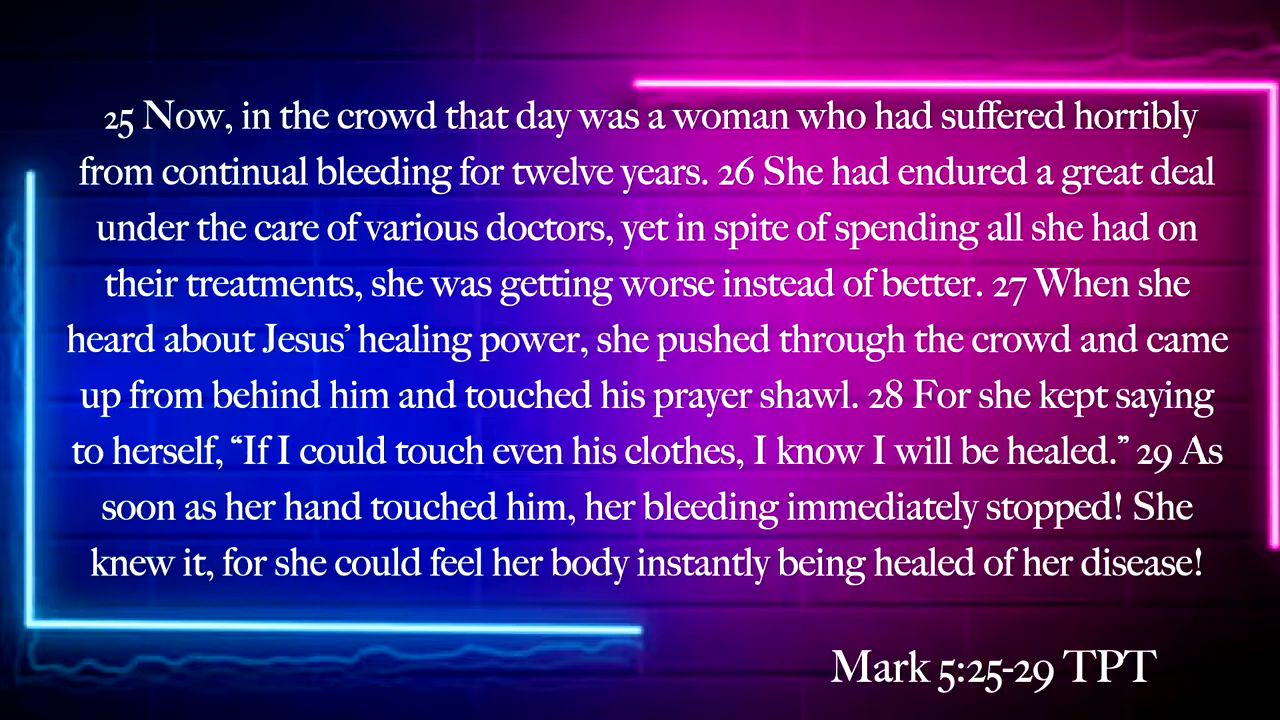 25 Now, in the crowd that day was a woman who had suffered horribly
from continual bleeding for twelve years. 26 She had endured a great deal
under the care of various doctors, yet in spite of spending all she had on
their treatments, she was getting worse instead of better. 27 When she
heard about Jesus’ healing power, she pushed through the crowd and came
up from behind him and touched his prayer shawl. 28 For she kept saying
to herself, “If I could touch even his clothes, I know I will be healed.” 29 As
soon as her hand touched him, her bleeding immediately stopped! She
knew it, for she could feel her body instantly being healed of her disease!
Mark 5:25-29 TPT